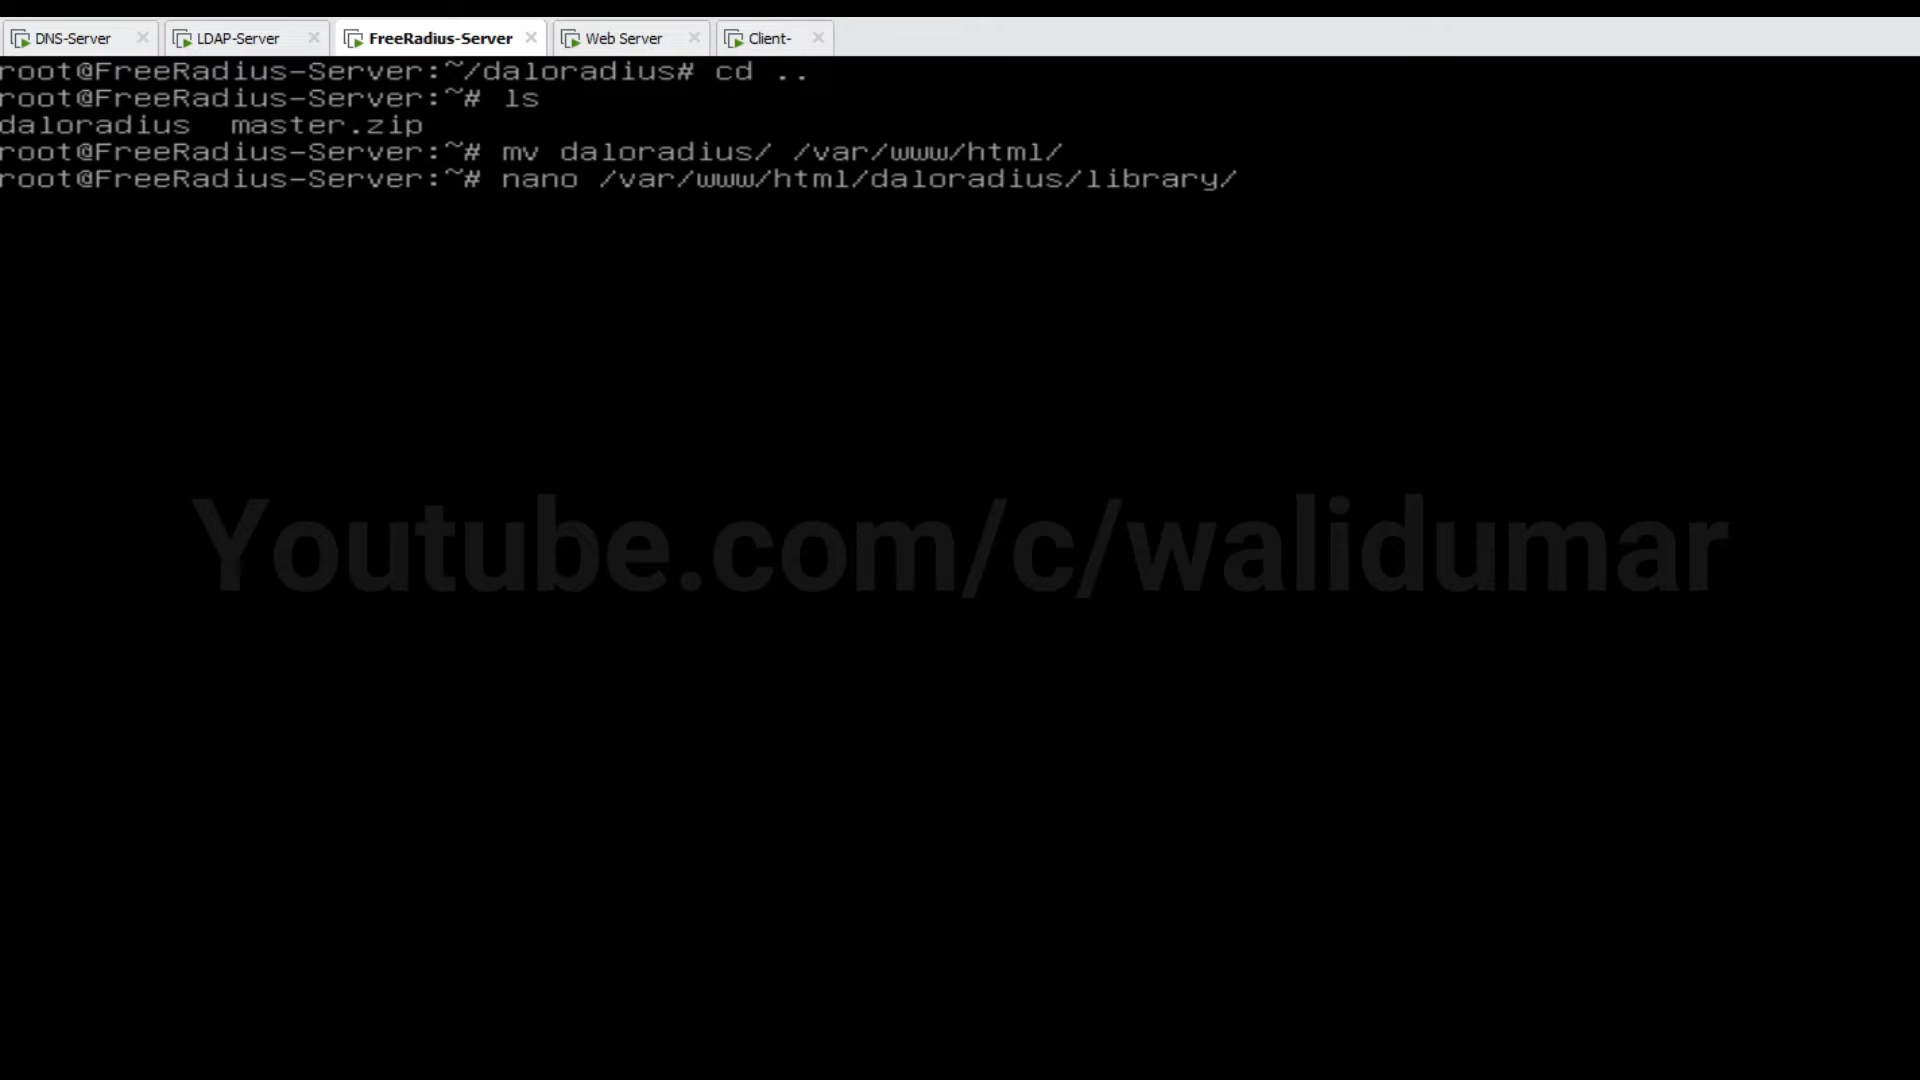 DNS-Server LDAP-Server FreeRadius-Server Web Server Client-
root@FreeRadius-Server:~/daloradius# cd ..
root@FreeRadius-Server:~# ls
daloradius  master.zip
root@FreeRadius-Server:~# mv daloradius/ /var/www/html/
root@FreeRadius-Server:~# nano /var/www/html/daloradius/library/
Youtube.com/c/walidumar